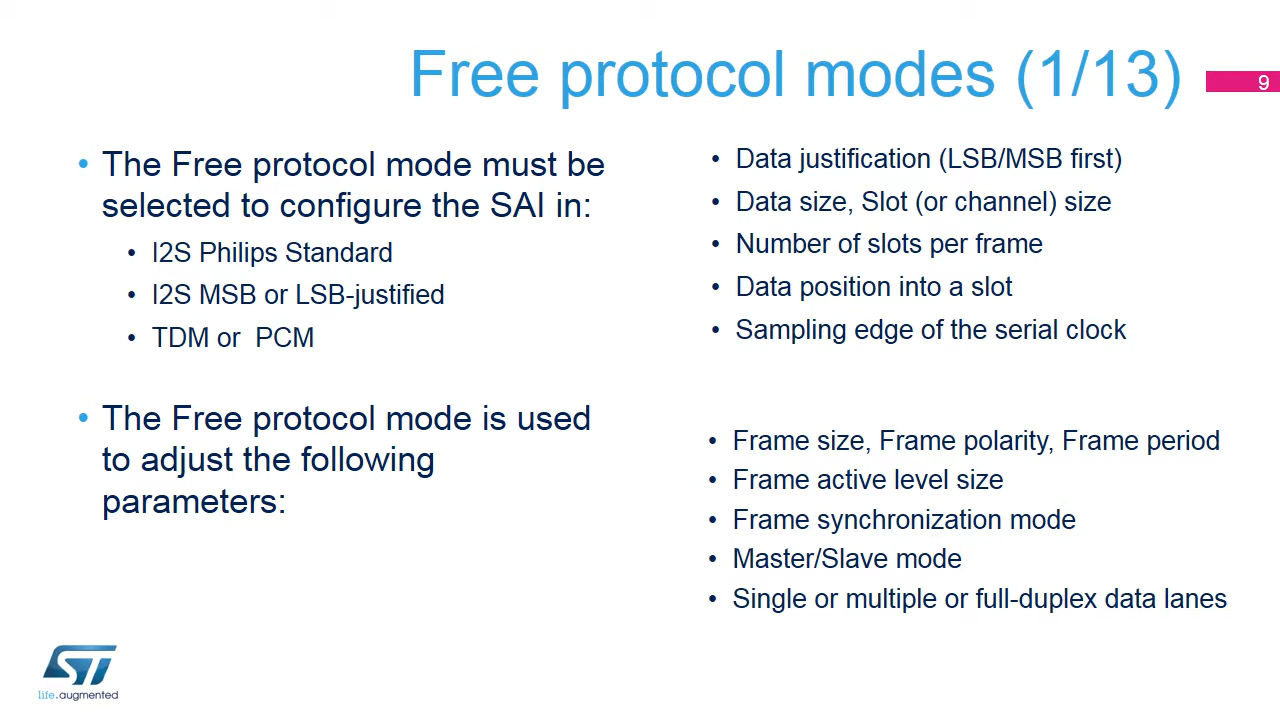 Free protocol modes (1/13)
9
• The Free protocol mode must be
selected to configure the SAI in:
• I2S Philips Standard
• I2S MSB or LSB-justified
• TDM or  PCM
• The Free protocol mode is used
to adjust the following
parameters:
• Data justification (LSB/MSB first)
• Data size, Slot (or channel) size
• Number of slots per frame
• Data position into a slot
• Sampling edge of the serial clock
• Frame size, Frame polarity, Frame period
• Frame active level size
• Frame synchronization mode
• Master/Slave mode
• Single or multiple or full-duplex data lanes
ST
life.augmented